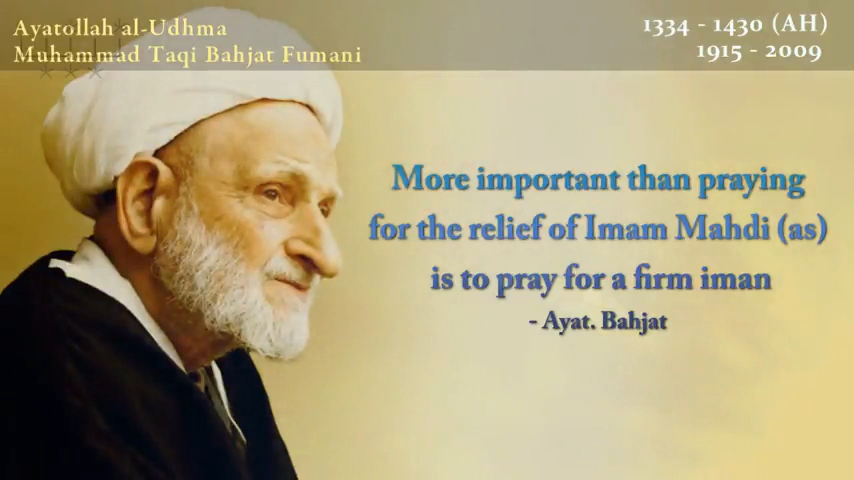 Ayatollah al-Udhma
Muhammad Taqi Bahjat Fumani
1334 - 1430 (AH)
1915 - 2009
More important than praying
for the relief of Imam Mahdi (as)
is to pray for a firm iman
- Ayat. Bahjat